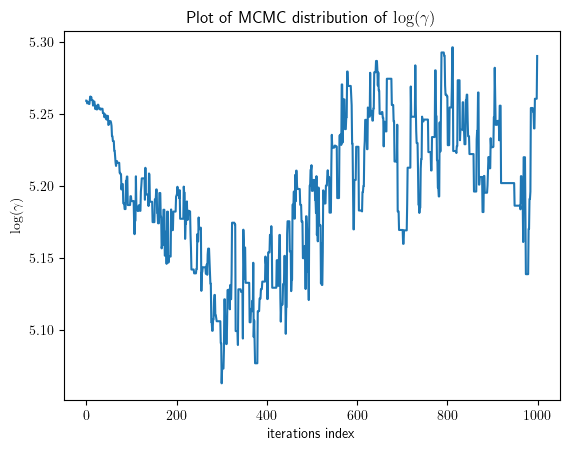 Plot of MCMC distribution of log(γ)
5.30
5.25
5.20
5.15
5.10
log(γ)
0 200 400 600 800 1000
iterations index